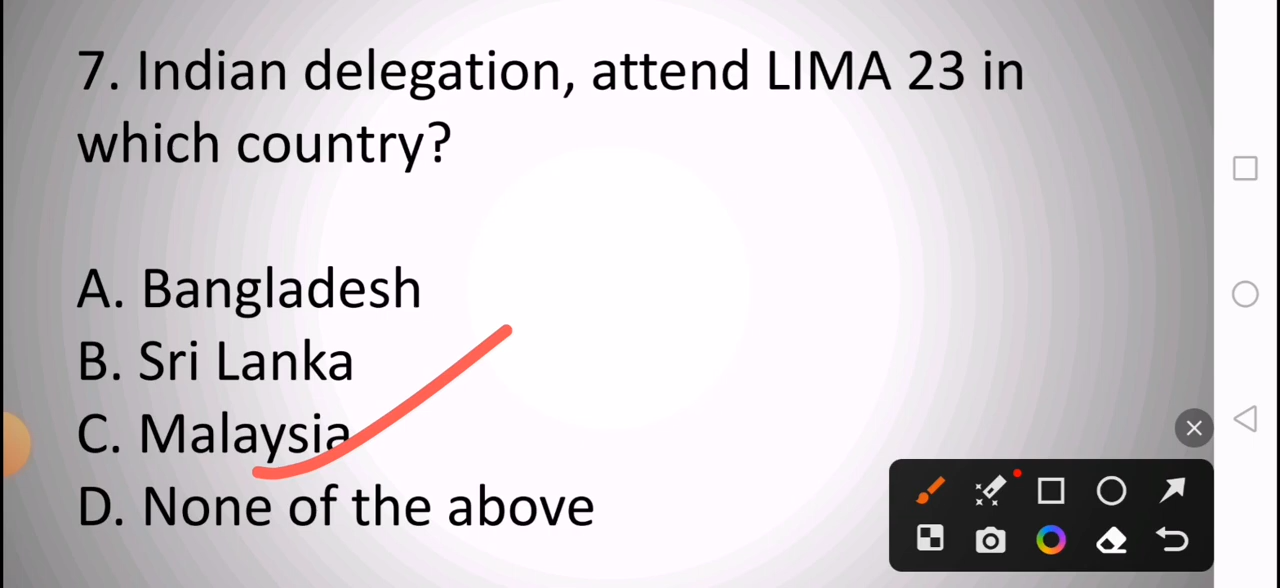 7. Indian delegation, attend LIMA 23 in
which country?
A. Bangladesh
B. Sri Lanka
C. Malaysia
D. None of the above